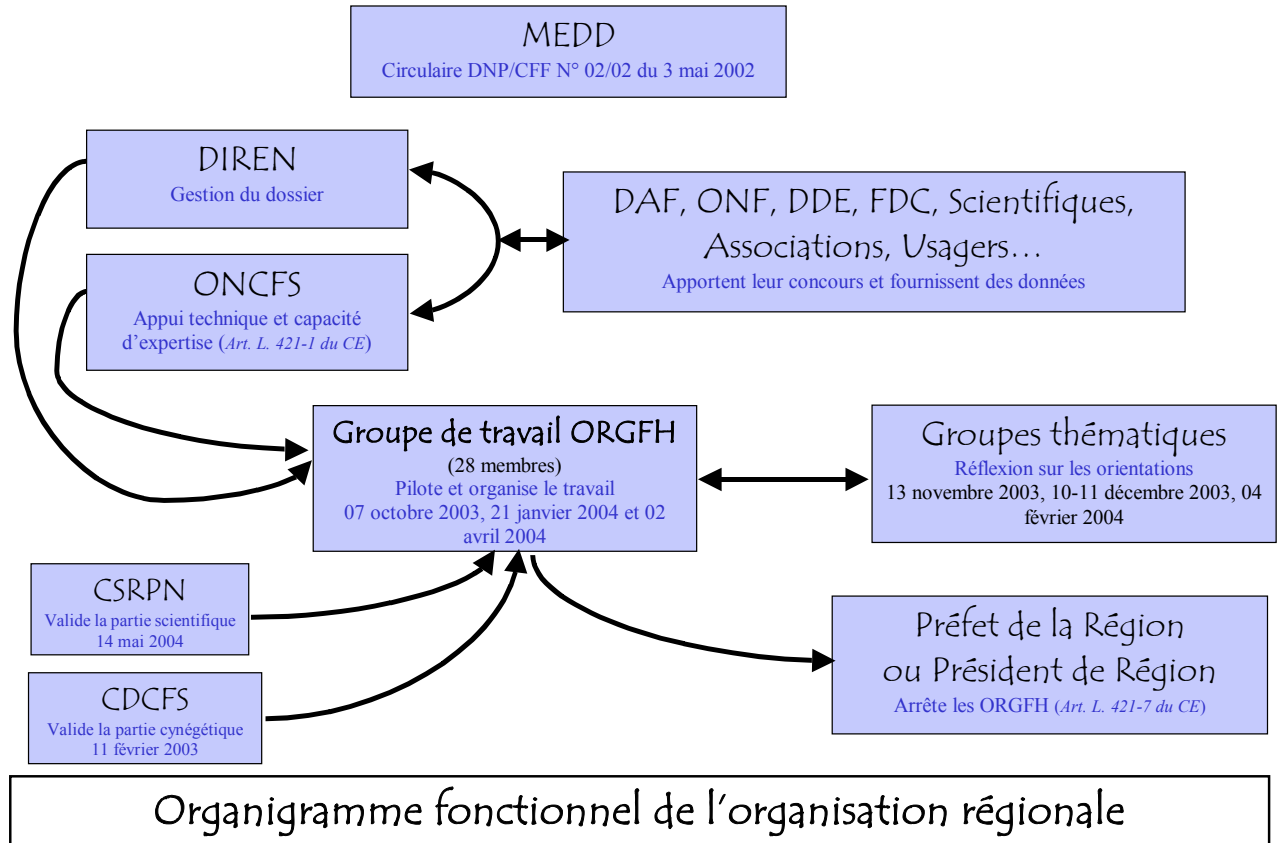 MEDD
Circulaire DNP/CFF N° 02/02 du 3 mai 2002
DIREN
Gestion du dossier
DAF, ONF, DDE, FDC, Scientifiques,
Associations, Usagers…
Apportent leur concours et fournissent des données
ONCFS
Appui technique et capacité
d’expertise (Art. L. 421-1 du CE)
Groupe de travail ORGFH
(28 membres)
Pilote et organise le travail
07 octobre 2003, 21 janvier 2004 et 02
avril 2004
Groupes thématiques
Réflexion sur les orientations
13 novembre 2003, 10-11 décembre 2003, 04
février 2004
CSRPN
Valide la partie scientifique
14 mai 2004
Préfet de la Région
ou Président de Région
Arrête les ORGFH (Art. L. 421-7 du CE)
CDCFS
Valide la partie cynégétique
11 février 2003
Organigramme fonctionnel de l’organisation régionale